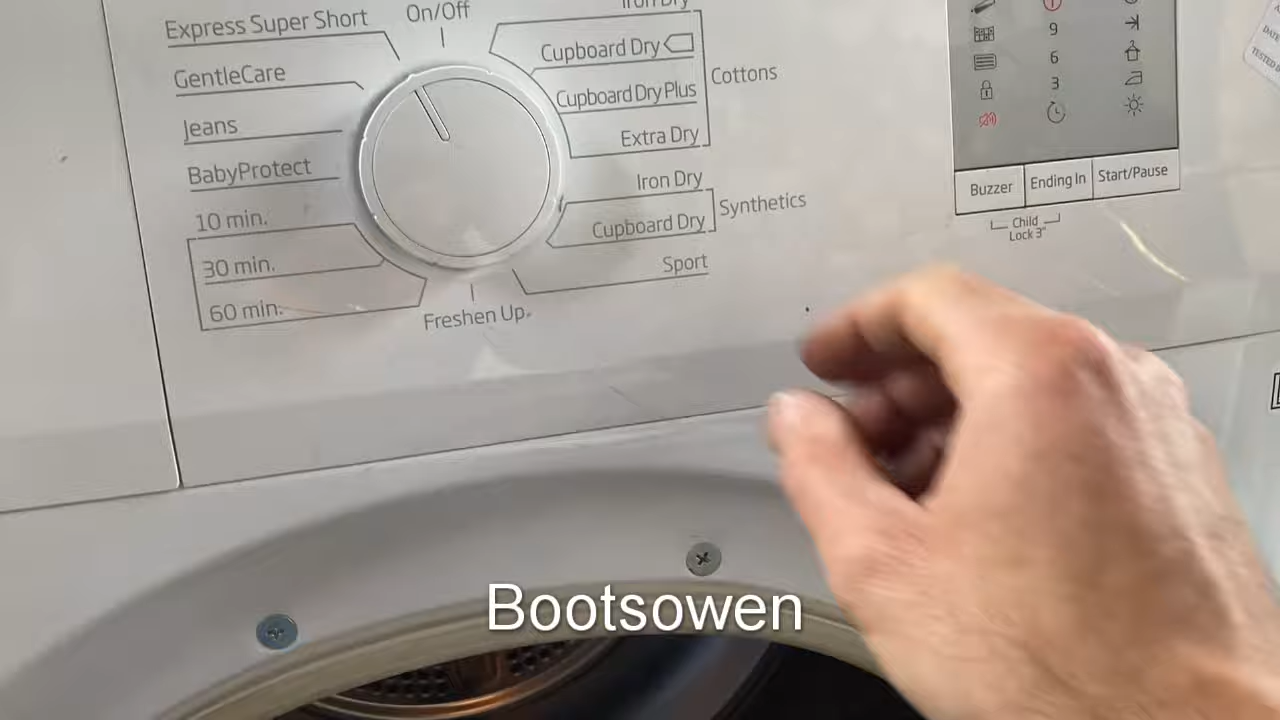 Express Super Short
On/Off
Iron Dry
GentleCare
Cupboard Dry
Jeans
Cupboard Dry Plus
Cottons
BabyProtect
Extra Dry
10 min.
Iron Dry
30 min.
Cupboard Dry
Synthetics
60 min.
Sport
Freshen Up
9
6
3
Buzzer
Ending In
Start/Pause
Child
Lock 3"
DATE
TESTED
Bootsowen